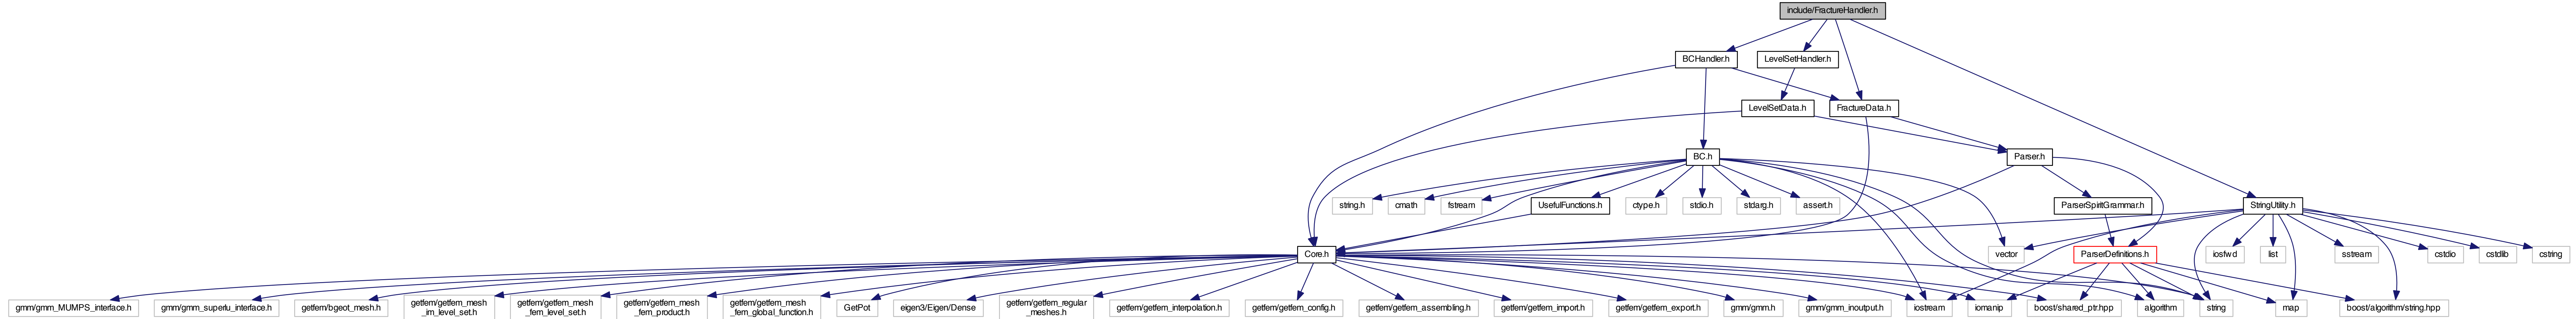 include/FractureHandler.h
BCHandler.h
LevelSetHandler.h
LevelSetData.h
FractureData.h
BC.h
Parser.h
string.h
cmath
fstream
UsefulFunctions.h
ctype.h
stdio.h
stdarg.h
assert.h
ParserSpiritGrammar.h
StringUtility.h
Core.h
vector
ParserDefinitions.h
iosfwd
list
sstream
cstdio
cstdlib
cstring
gmm/gmm_MUMPS_interface.h
gmm/gmm_superlu_interface.h
getfem/bgeot_mesh.h
getfem/getfem_mesh
_im_level_set.h
getfem/getfem_mesh
_fem_level_set.h
getfem/getfem_mesh
_fem_product.h
getfem/getfem_mesh
_fem_global_function.h
GetPot
eigen3/Eigen/Dense
getfem/getfem_regular
_meshes.h
getfem/getfem_interpolation.h
getfem/getfem_config.h
getfem/getfem_assembling.h
getfem/getfem_import.h
getfem/getfem_export.h
gmm/gmm.h
gmm/gmm_inoutput.h
iostream
iomanip
boost/shared_ptr.hpp
algorithm
string
map
boost/algorithm/string.hpp